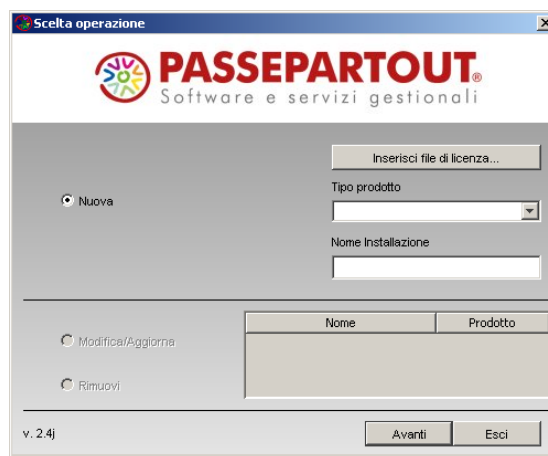 Scelta operazione
PASSEPARTOUT®
Software e servizi gestionali
Inserisci file di licenza...
Tipo prodotto
Nuova
Nome Installazione
Nome Prodotto
Modifica/Aggiorna
Rimuovi
v. 2.4j
Avanti Esci